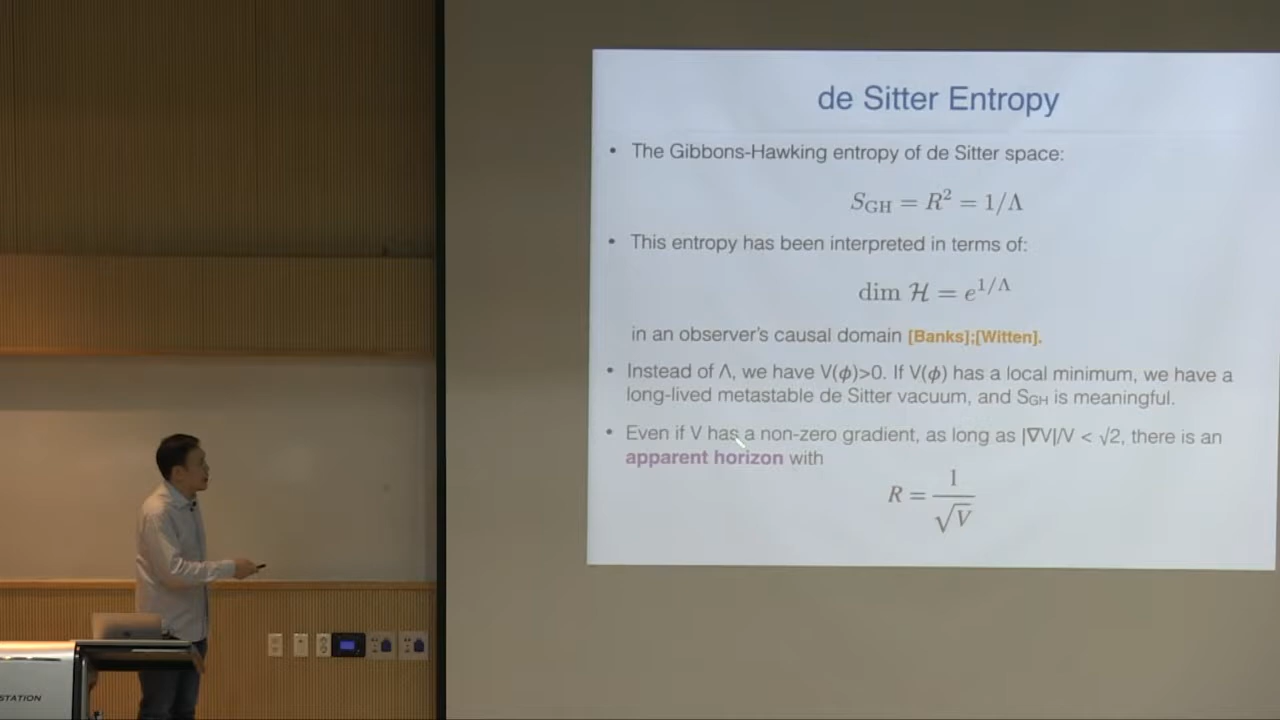 de Sitter Entropy
• The Gibbons-Hawking entropy of de Sitter space:
S_GH = R² = 1/Λ
• This entropy has been interpreted in terms of:
dim ℋ = e^{1/Λ}
in an observer's causal domain [Banks];[Witten].
• Instead of Λ, we have V(ϕ)>0. If V(ϕ) has a local minimum, we have a
long-lived metastable de Sitter vacuum, and S_GH is meaningful.
• Even if V has a non-zero gradient, as long as |∇V|/V < √2, there is an
apparent horizon with
R = 1/√V
STATION